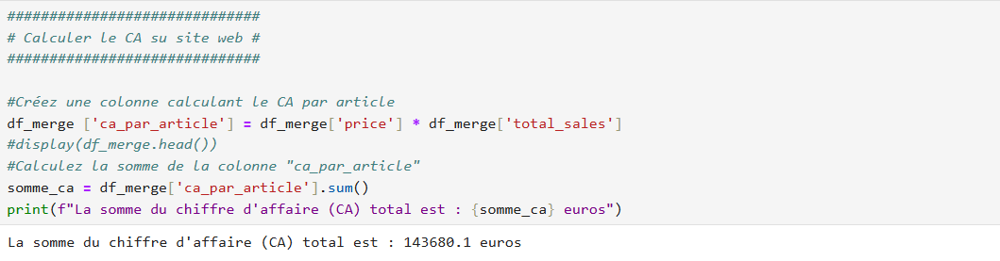 ##############################
# Calculer le CA su site web #
##############################
#Créez une colonne calculant le CA par article
df_merge ['ca_par_article'] = df_merge['price'] * df_merge['total_sales']
#display(df_merge.head())
#Calculez la somme de la colonne "ca_par_article"
somme_ca = df_merge['ca_par_article'].sum()
print(f"La somme du chiffre d'affaire (CA) total est : {somme_ca} euros")
La somme du chiffre d'affaire (CA) total est : 143680.1 euros